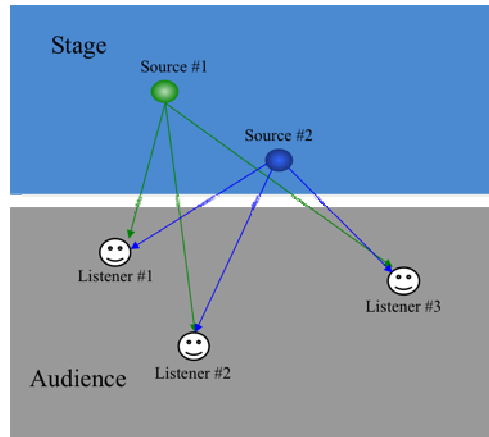 Stage
Source #1
Source #2
Listener #1
Listener #3
Listener #2
Audience